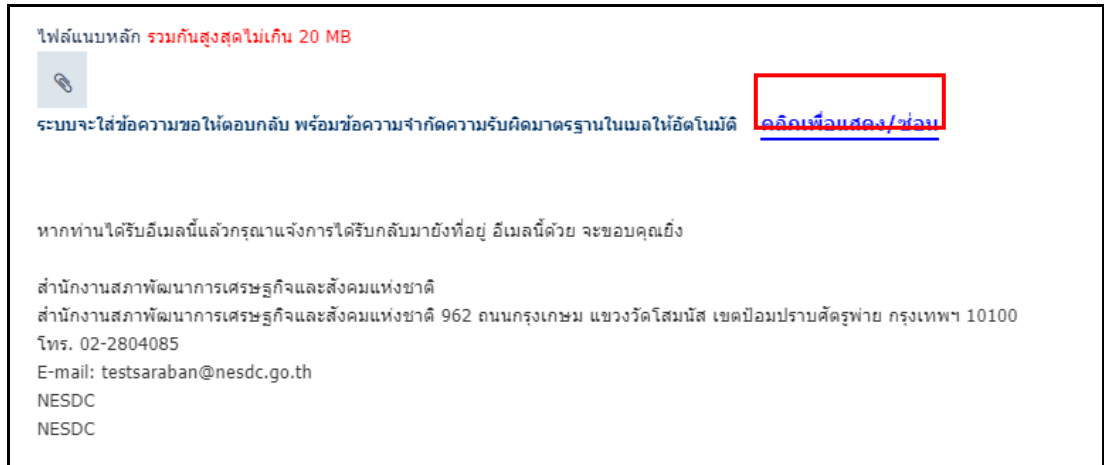 ไฟล์แนบหลัก รวมกันสูงสุดไม่เกิน 20 MB
ระบบจะใส่ข้อความขอให้ตอบกลับ พร้อมข้อความจำกัดความรับผิดมาตรฐานในเมลให้อัตโนมัติ คลิกเพื่อแสดง/ซ่อน
หากท่านได้รับอีเมลนี้แล้วกรุณาแจ้งการได้รับกลับมายังที่อยู่ อีเมลนี้ด้วย จะขอบคุณยิ่ง
สำนักงานสภาพัฒนาการเศรษฐกิจและสังคมแห่งชาติ
สำนักงานสภาพัฒนาการเศรษฐกิจและสังคมแห่งชาติ 962 ถนนกรุงเกษม แขวงวัดโสมนัส เขตป้อมปราบศัตรูพ่าย กรุงเทพฯ 10100
โทร. 02-2804085
E-mail: testsaraban@nesdc.go.th
NESDC
NESDC